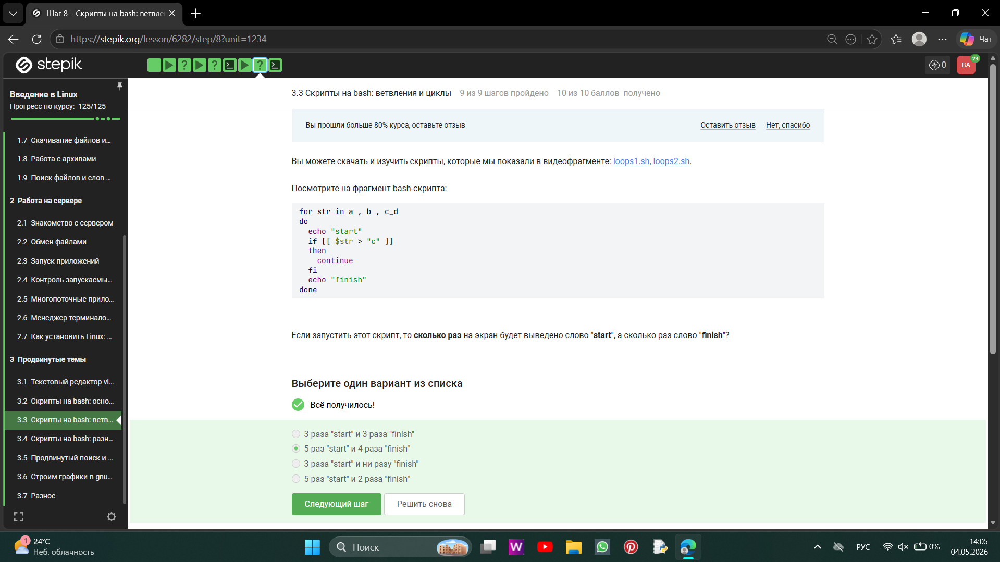 Шаг 8 – Скрипты на bash: ветвле
https://stepik.org/lesson/6282/step/8?unit=1234
Чат
stepik
0
BA
24
Введение в Linux
Прогресс по курсу: 125/125
1.7 Скачивание файлов и...
1.8 Работа с архивами
1.9 Поиск файлов и слов ...
2 Работа на сервере
2.1 Знакомство с сервером
2.2 Обмен файлами
2.3 Запуск приложений
2.4 Контроль запускаемы...
2.5 Многопоточные прило...
2.6 Менеджер терминало...
2.7 Как установить Linux: ...
3 Продвинутые темы
3.1 Текстовый редактор vi...
3.2 Скрипты на bash: осно...
3.3 Скрипты на bash: ветв...
3.4 Скрипты на bash: разн...
3.5 Продвинутый поиск и ...
3.6 Строим графики в gnu...
3.7 Разное
3.3 Скрипты на bash: ветвления и циклы 9 из 9 шагов пройдено 10 из 10 баллов получено
Вы прошли больше 80% курса, оставьте отзыв Оставить отзыв Нет, спасибо
Вы можете скачать и изучить скрипты, которые мы показали в видеофрагменте: loops1.sh, loops2.sh.
Посмотрите на фрагмент bash-скрипта:
for str in a , b , c_d
do
  echo "start"
  if [[ $str > "c" ]]
  then
    continue
  fi
  echo "finish"
done
Если запустить этот скрипт, то сколько раз на экран будет выведено слово "start", а сколько раз слово "finish"?
Выберите один вариант из списка
Всё получилось!
3 раза "start" и 3 раза "finish"
5 раз "start" и 4 раза "finish"
3 раза "start" и ни разу "finish"
5 раз "start" и 2 раза "finish"
Следующий шаг Решить снова
1
24°C
Неб. облачность
Поиск
W
РУС
0%
14:05
04.05.2026